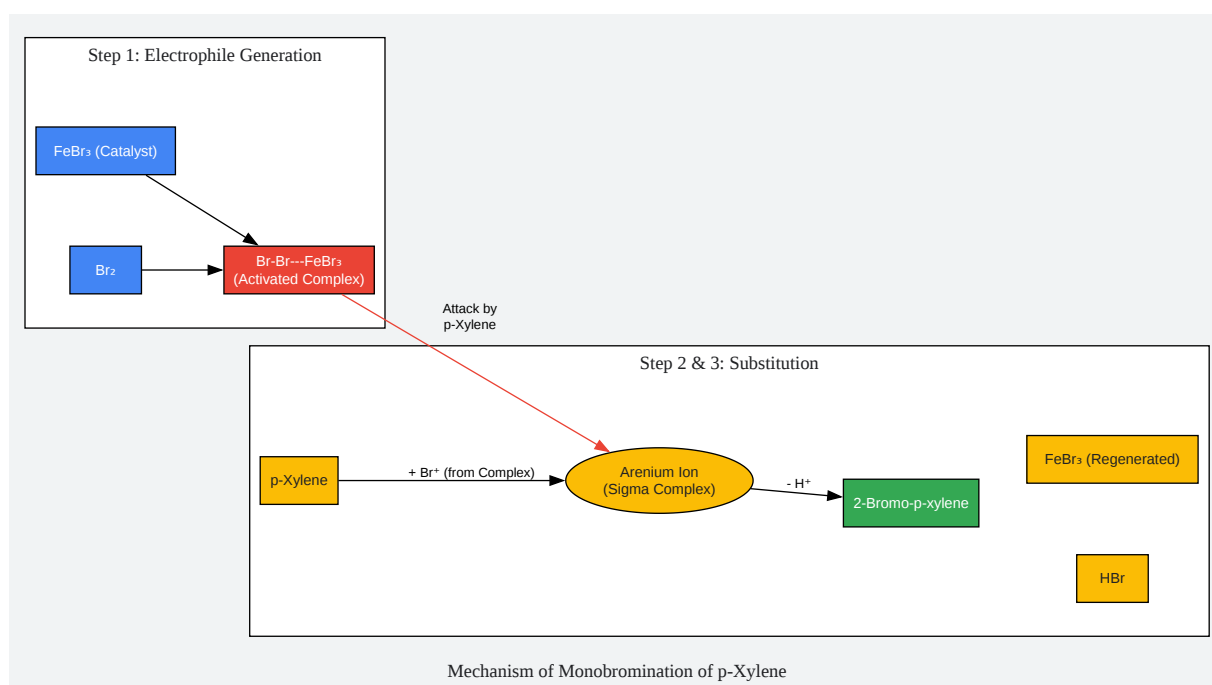 Step 1: Electrophile Generation
FeBr₃ (Catalyst)
Br₂
Br-Br---FeBr₃
(Activated Complex)
Attack by
p-Xylene
Step 2 & 3: Substitution
p-Xylene
+ Br⁺ (from Complex)
Arenium Ion
(Sigma Complex)
- H⁺
2-Bromo-p-xylene
FeBr₃ (Regenerated)
HBr
Mechanism of Monobromination of p-Xylene